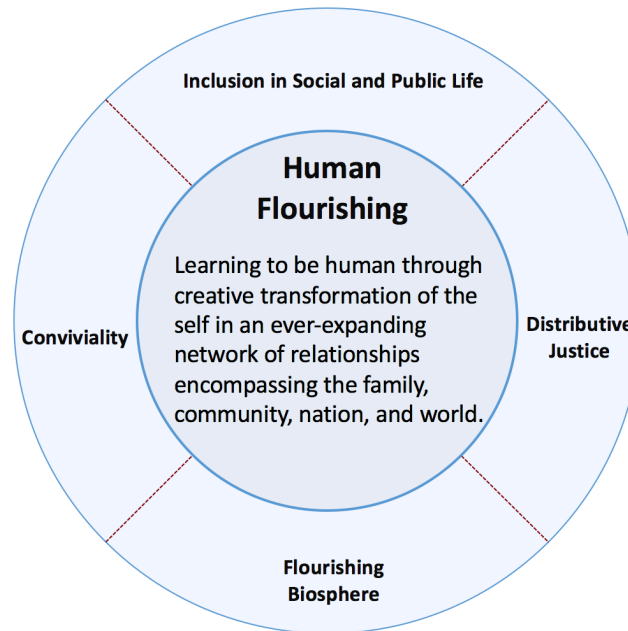 Inclusion in Social and Public Life
Human
Flourishing
Learning to be human through
creative transformation of the
self in an ever-expanding
network of relationships
encompassing the family,
community, nation, and world.
Conviviality
Distributive
Justice
Flourishing
Biosphere